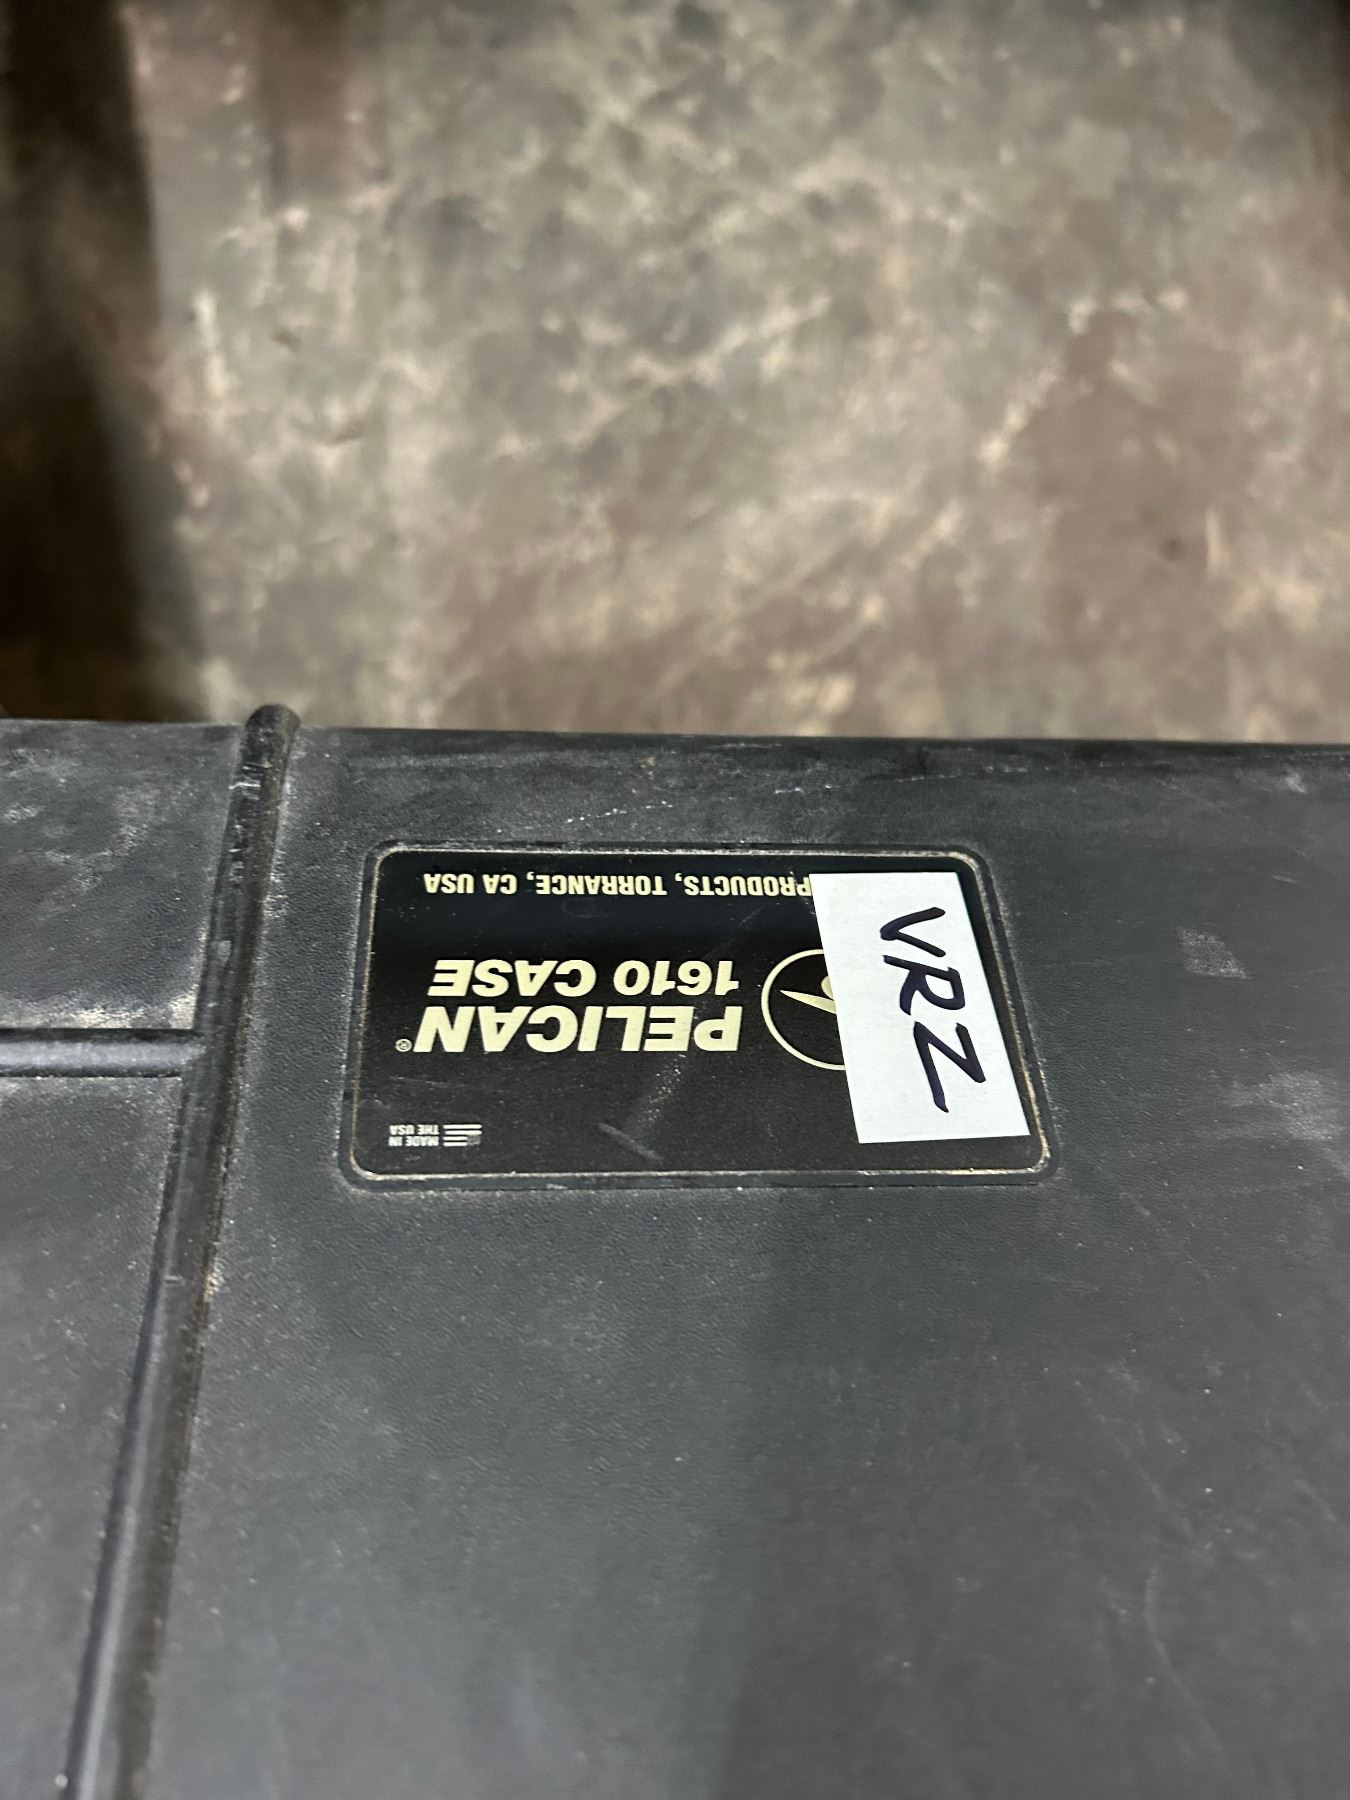 MADE IN
THE USA
PELICAN®
1610 CASE
PRODUCTS, TORRANCE, CA USA
VRZ